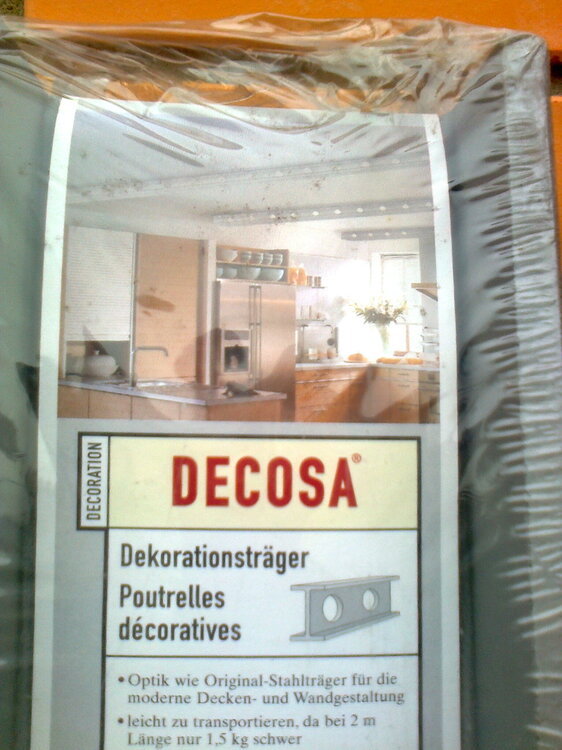 DECORATION
DECOSA®
Dekorationsträger
Poutrelles
décoratives
• Optik wie Original-Stahlträger für die
moderne Decken- und Wandgestaltung
• leicht zu transportieren, da bei 2 m
Länge nur 1,5 kg schwer